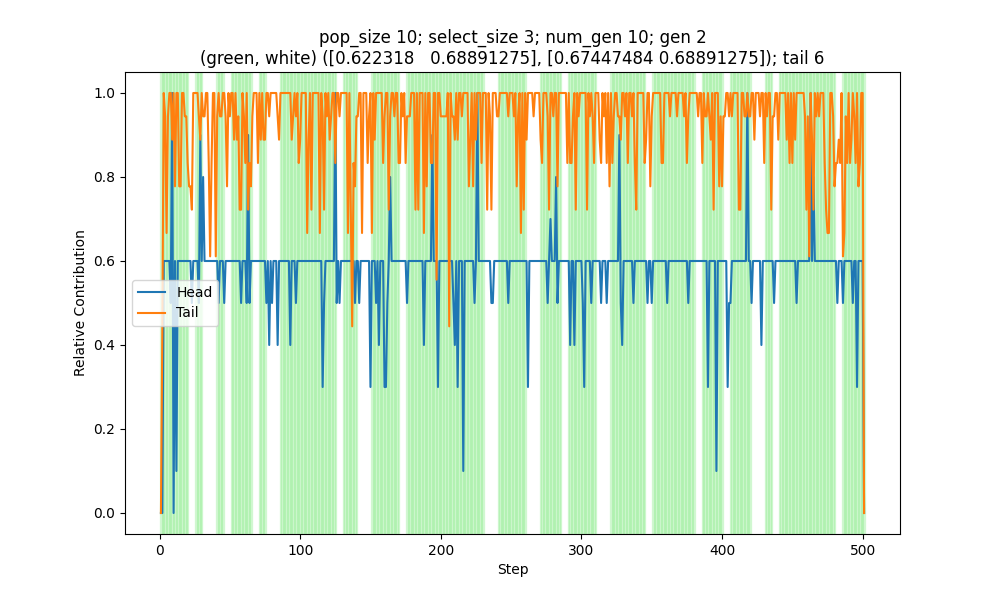 pop_size 10; select_size 3; num_gen 10; gen 2
(green, white) ([0.622318   0.68891275], [0.67447484 0.68891275]); tail 6
1.0
0.8
0.6
0.4
0.2
0.0
Relative Contribution
Head
Tail
0
100
200
300
400
500
Step